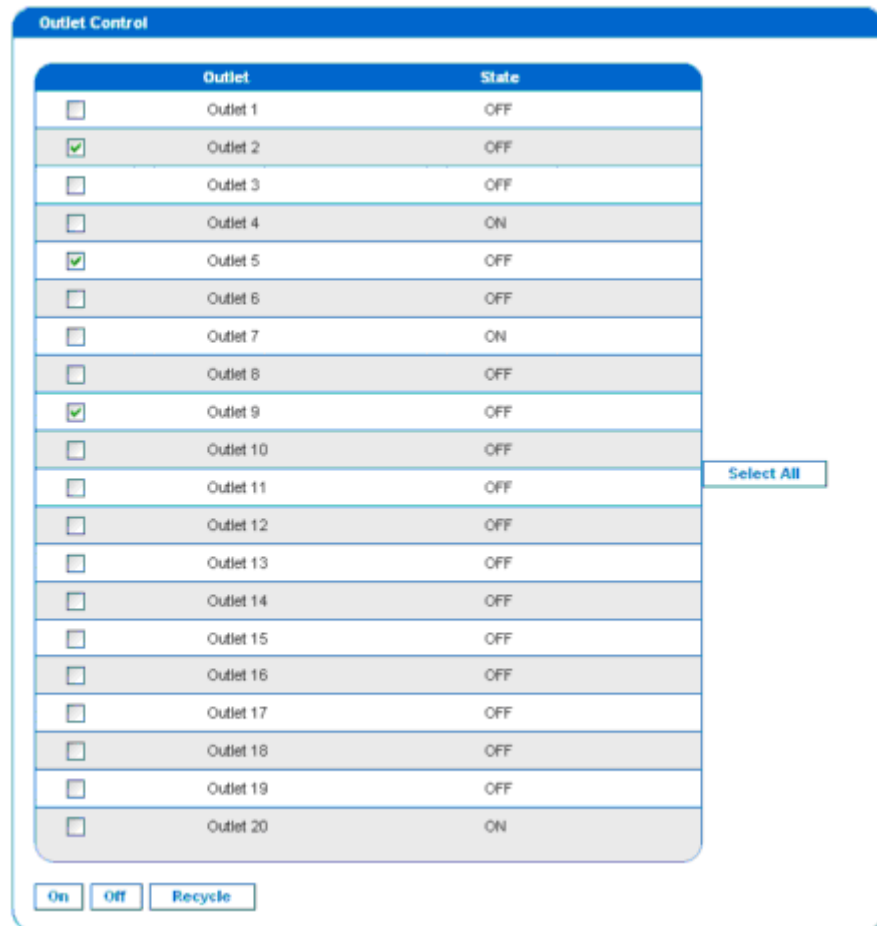 Outlet Control
Outlet State
Outlet 1 OFF
Outlet 2 OFF
Outlet 3 OFF
Outlet 4 ON
Outlet 5 OFF
Outlet 6 OFF
Outlet 7 ON
Outlet 8 OFF
Outlet 9 OFF
Outlet 10 OFF
Outlet 11 OFF
Outlet 12 OFF
Outlet 13 OFF
Outlet 14 OFF
Outlet 15 OFF
Outlet 16 OFF
Outlet 17 OFF
Outlet 18 OFF
Outlet 19 OFF
Outlet 20 ON
Select All
On Off Recycle